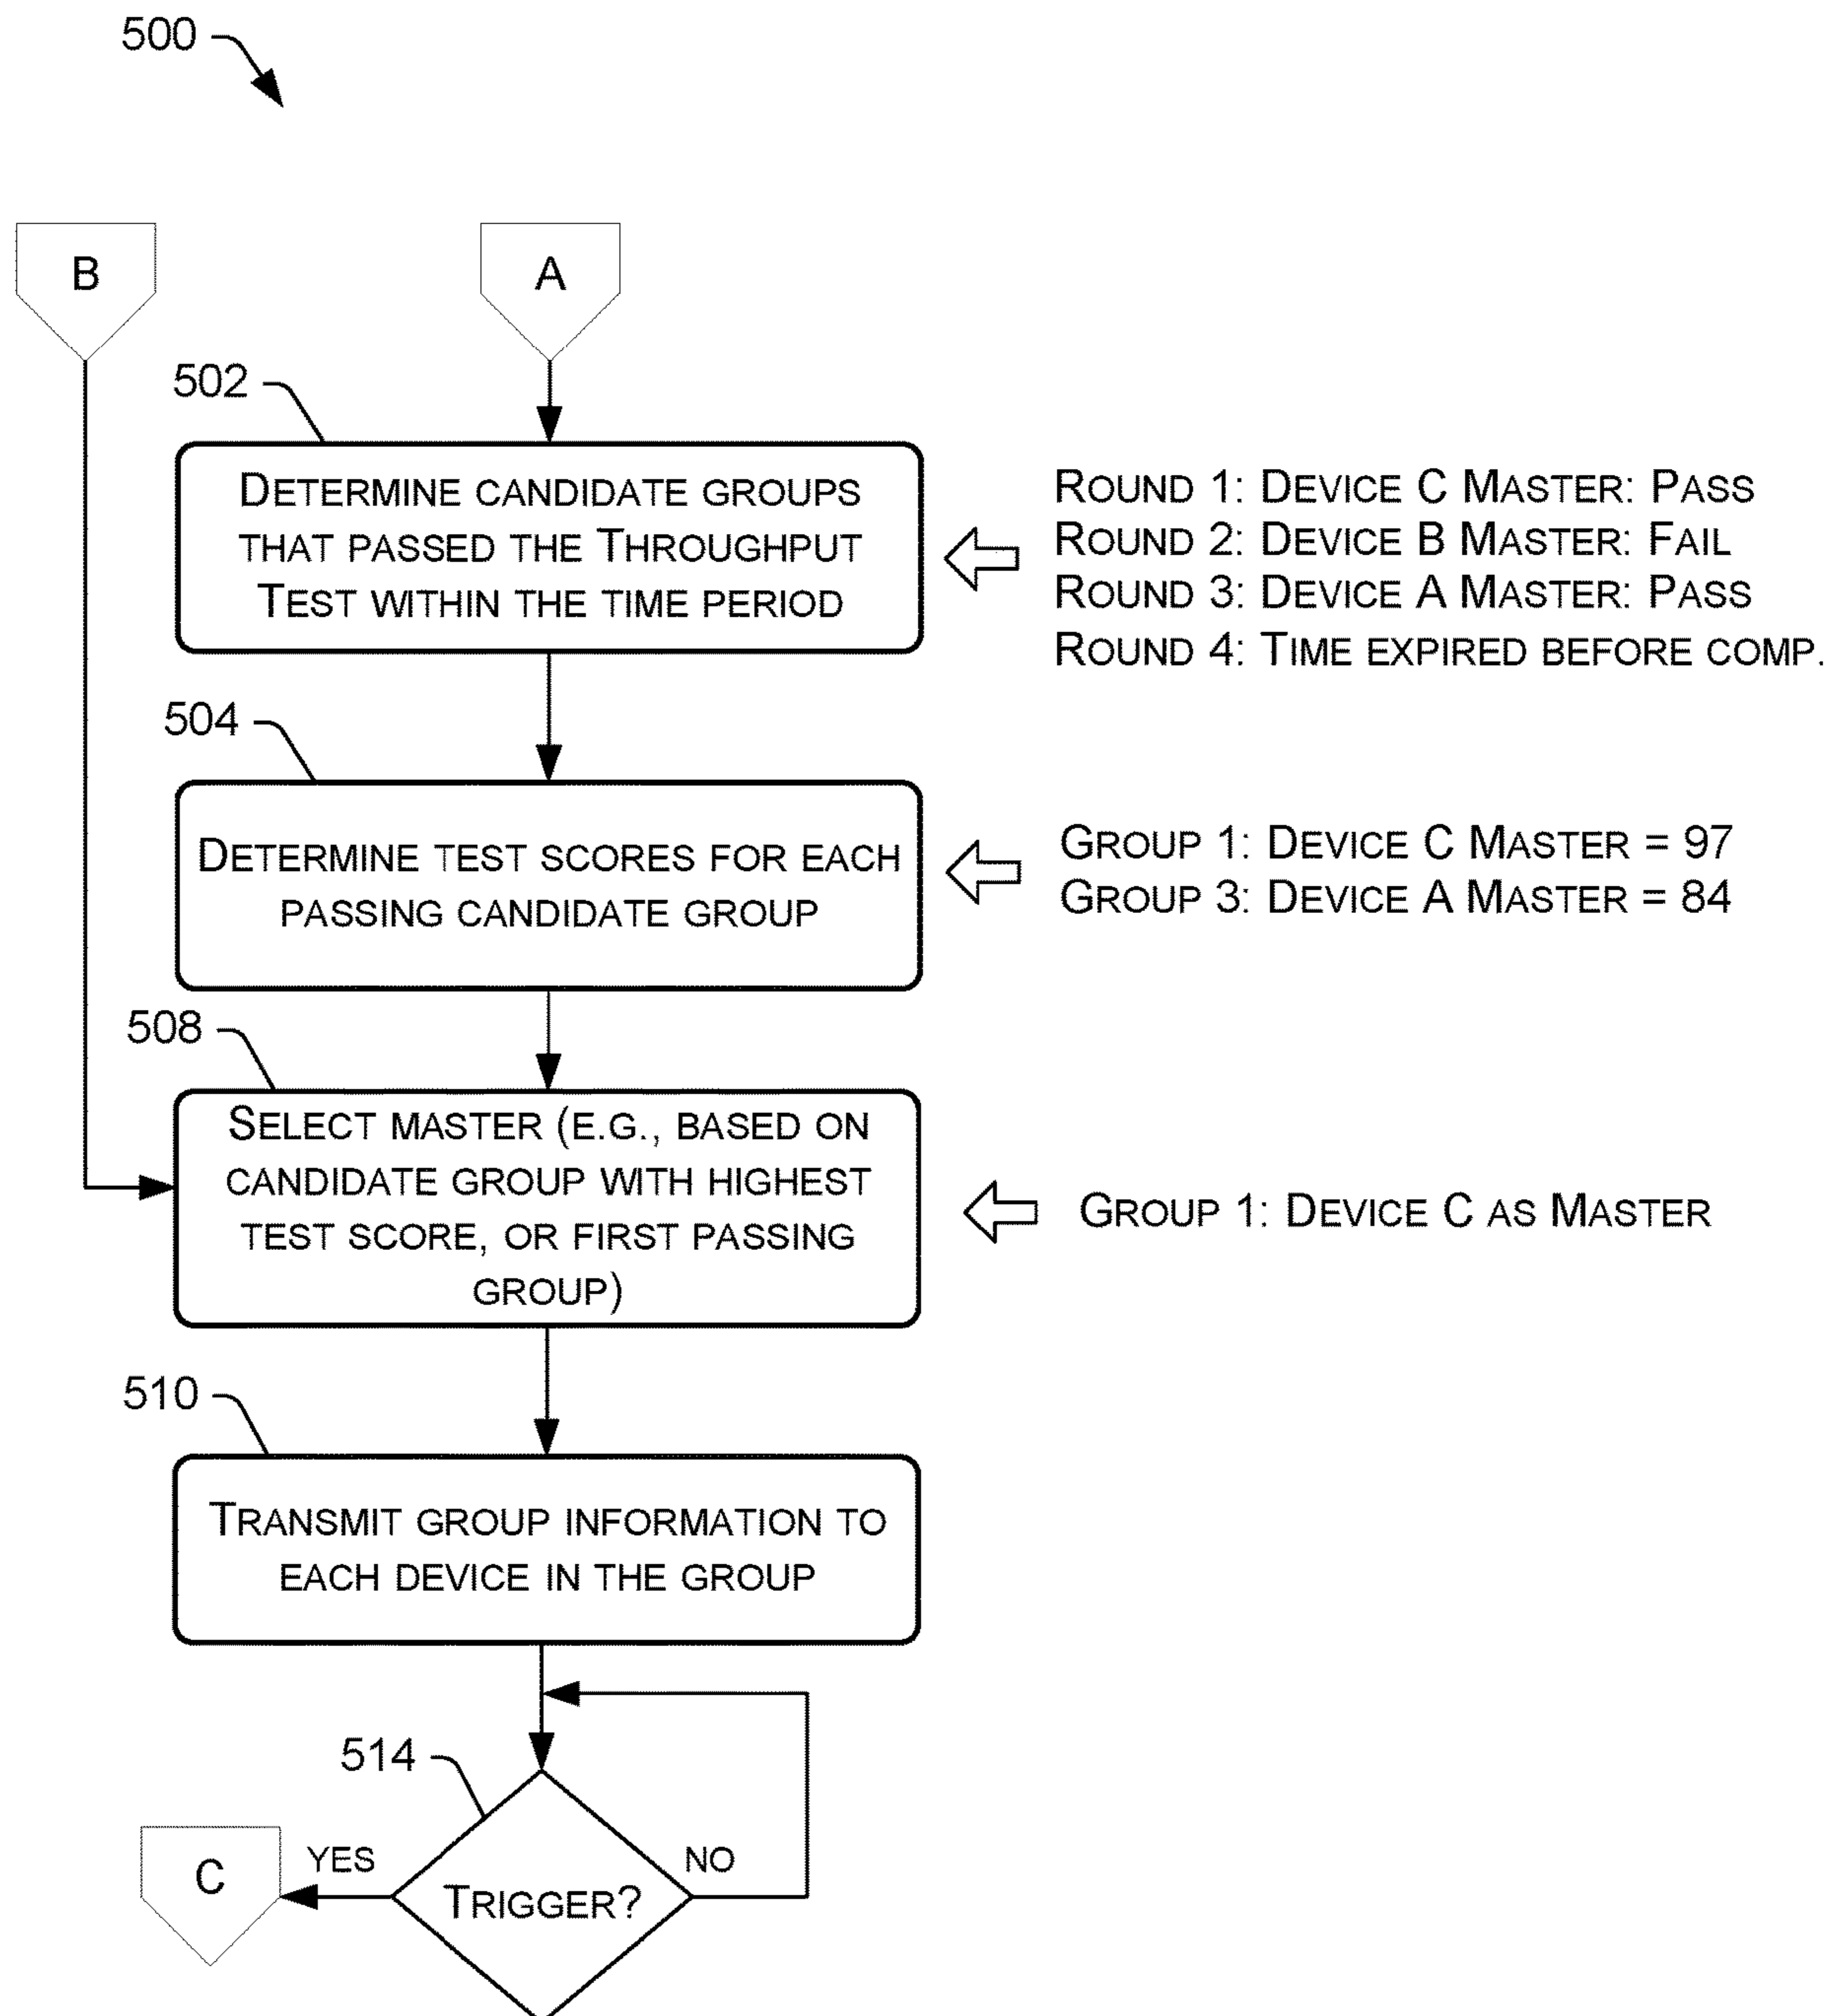 500
B
A
502
DETERMINE CANDIDATE GROUPS
THAT PASSED THE THROUGHPUT
TEST WITHIN THE TIME PERIOD
ROUND 1: DEVICE C MASTER: PASS
ROUND 2: DEVICE B MASTER: FAIL
ROUND 3: DEVICE A MASTER: PASS
ROUND 4: TIME EXPIRED BEFORE COMP.
504
DETERMINE TEST SCORES FOR EACH
PASSING CANDIDATE GROUP
GROUP 1: DEVICE C MASTER = 97
GROUP 3: DEVICE A MASTER = 84
508
SELECT MASTER (E.G., BASED ON
CANDIDATE GROUP WITH HIGHEST
TEST SCORE, OR FIRST PASSING
GROUP)
GROUP 1: DEVICE C AS MASTER
510
TRANSMIT GROUP INFORMATION TO
EACH DEVICE IN THE GROUP
514
C
YES
NO
TRIGGER?